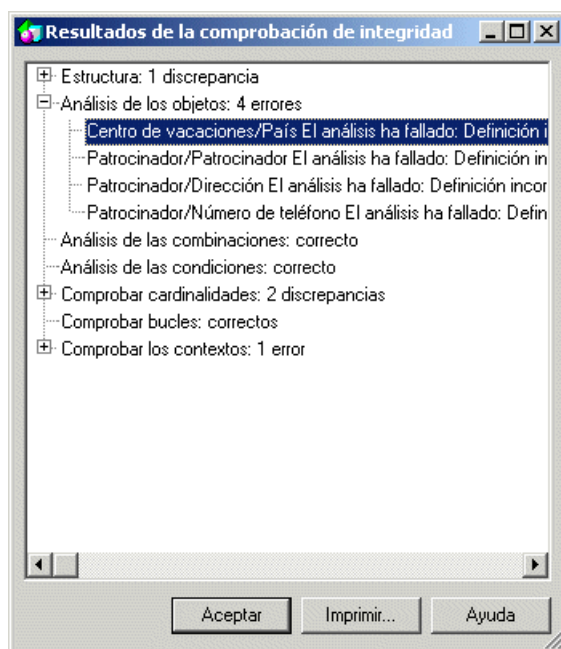 Resultados de la comprobación de integridad
Estructura: 1 discrepancia
Análisis de los objetos: 4 errores
Centro de vacaciones/País El análisis ha fallado: Definición i
Patrocinador/Patrocinador El análisis ha fallado: Definición in
Patrocinador/Dirección El análisis ha fallado: Definición incor
Patrocinador/Número de teléfono El análisis ha fallado: Defin
Análisis de las combinaciones: correcto
Análisis de las condiciones: correcto
Comprobar cardinalidades: 2 discrepancias
Comprobar bucles: correctos
Comprobar los contextos: 1 error
Aceptar Imprimir... Ayuda